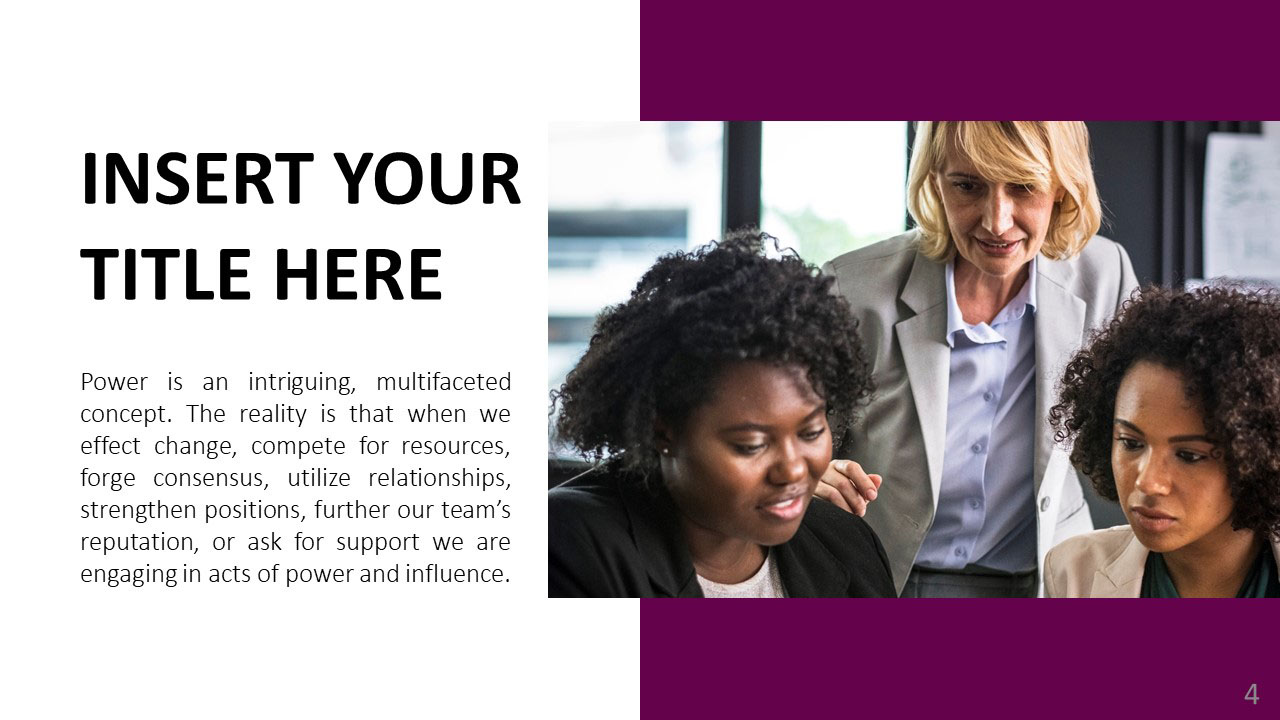 INSERT YOUR
TITLE HERE
Power is an intriguing, multifaceted
concept. The reality is that when we
effect change, compete for resources,
forge consensus, utilize relationships,
strengthen positions, further our team’s
reputation, or ask for support we are
engaging in acts of power and influence.
4